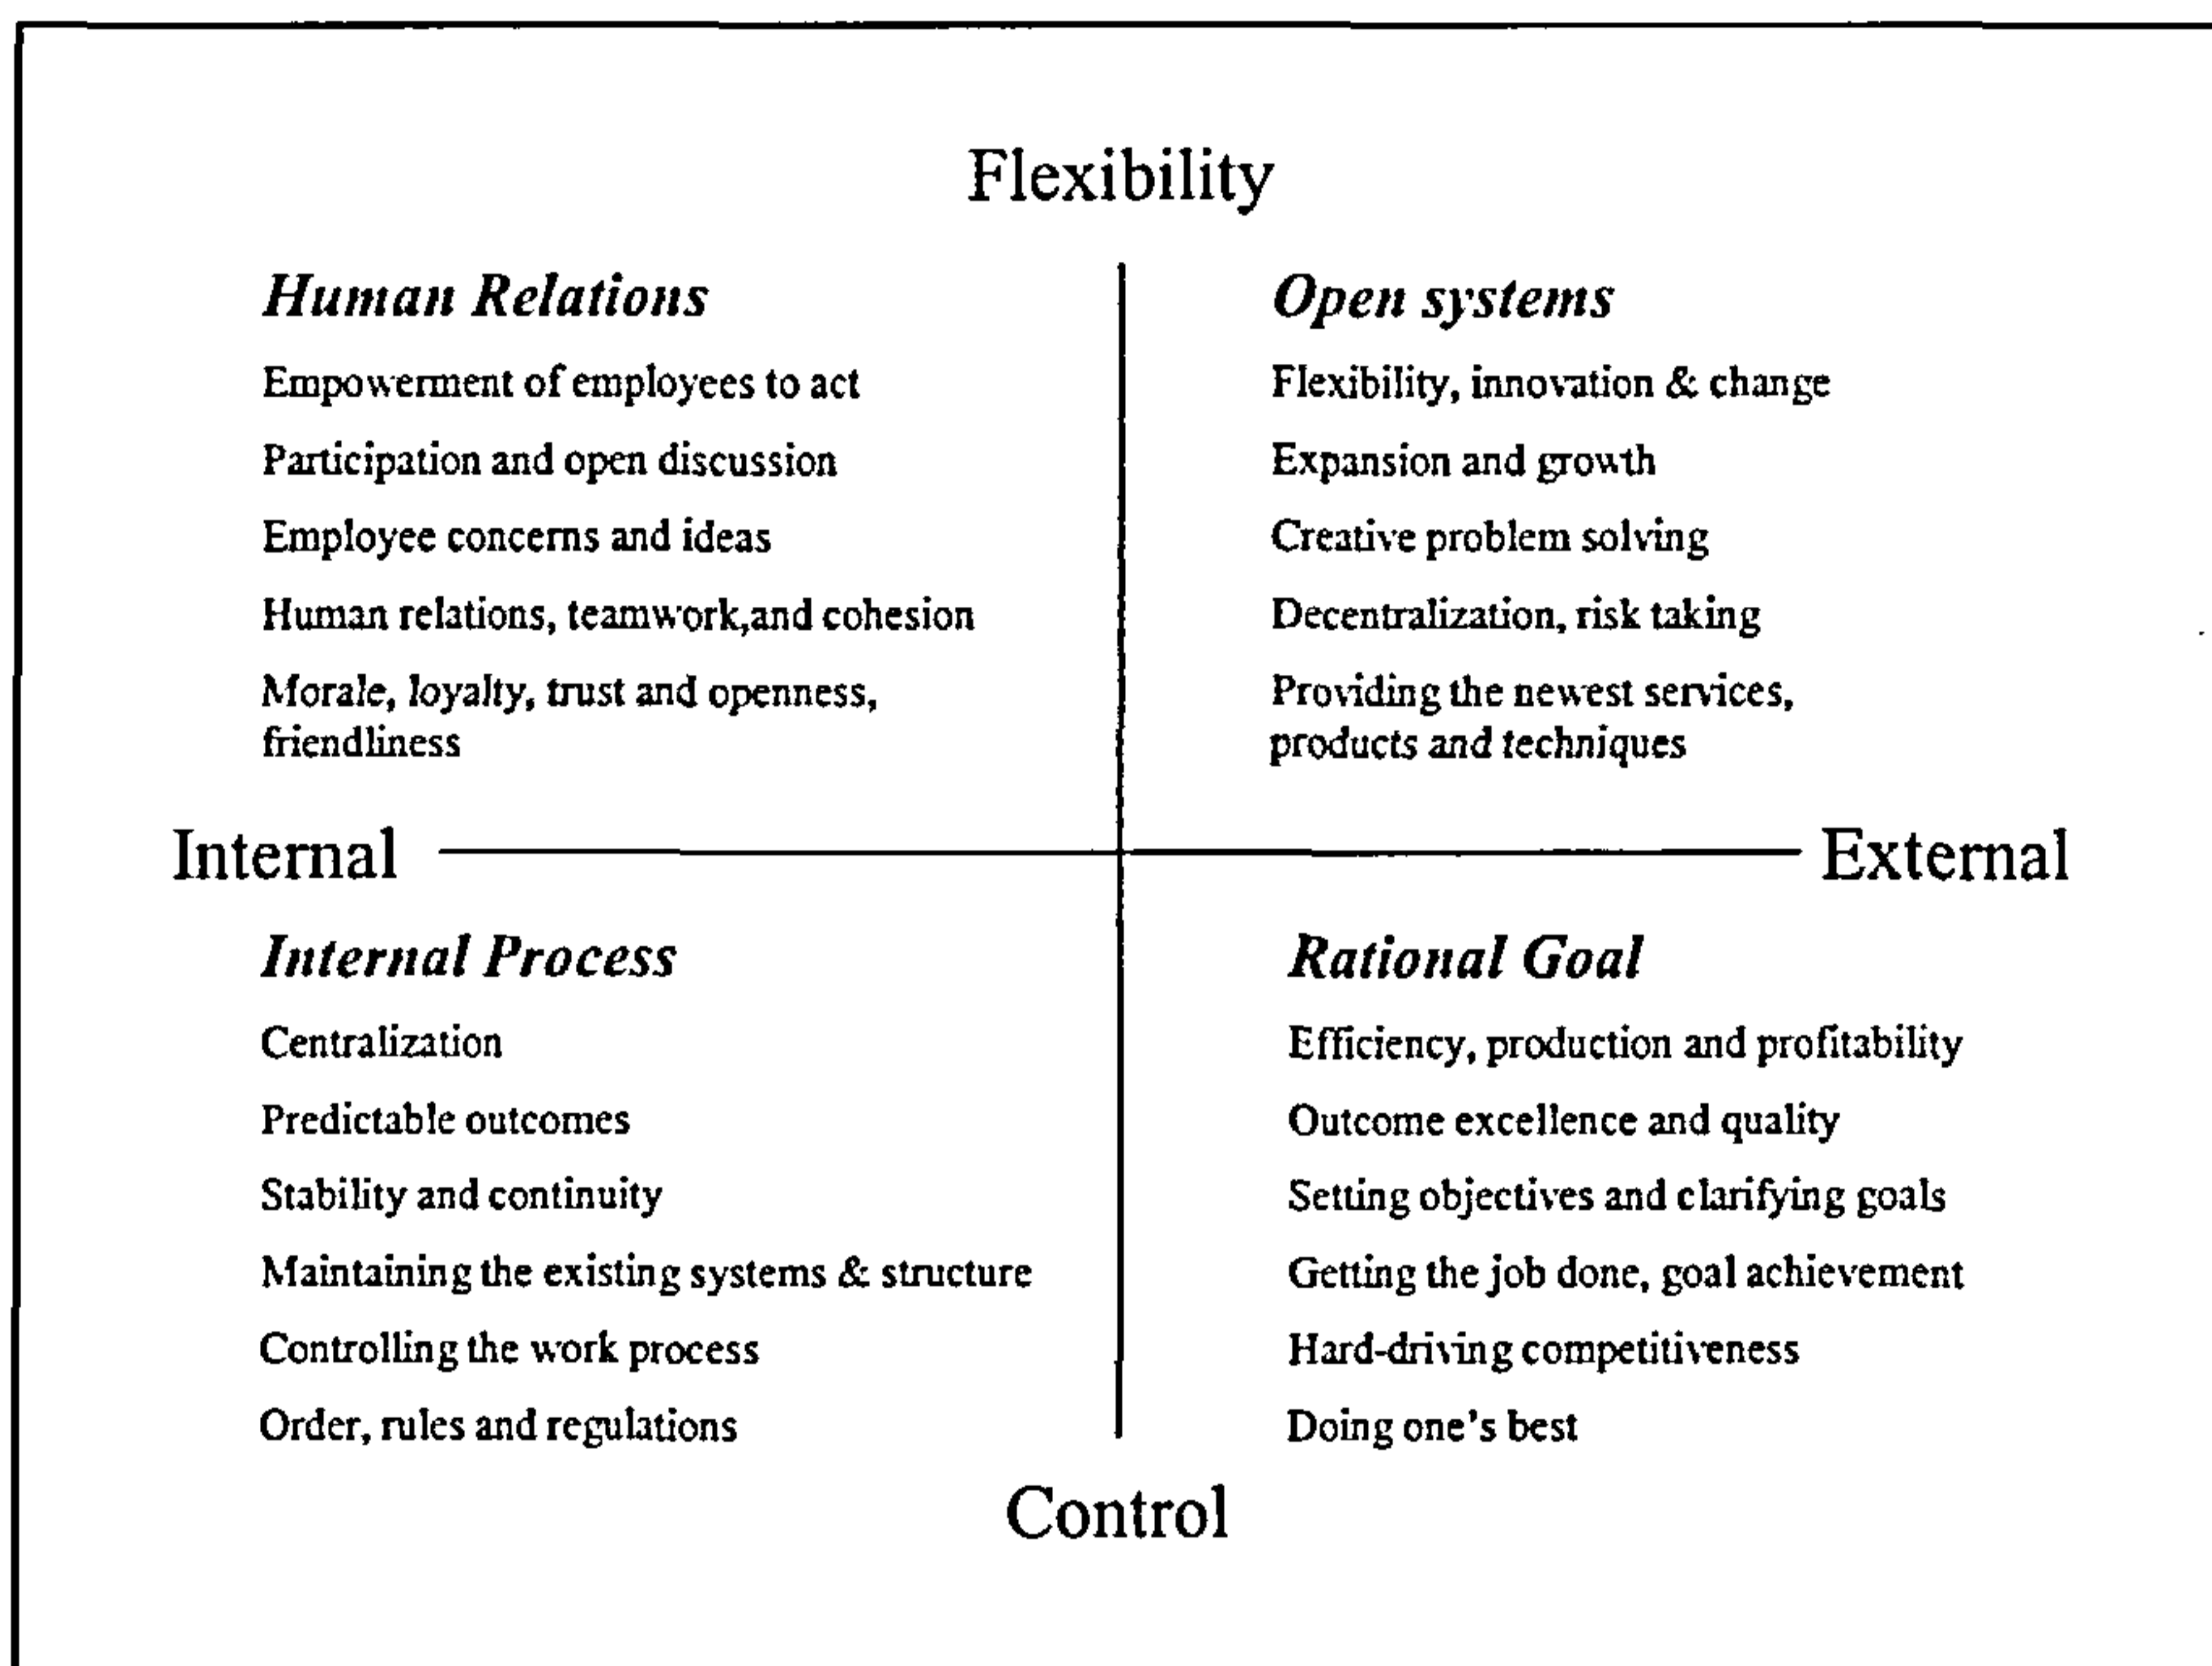 Flexibility
Human Relations
Empowerment of employees to act
Participation and open discussion
Employee concerns and ideas
Human relations, teamwork,and cohesion
Morale, loyalty, trust and openness,
friendliness
Open systems
Flexibility, innovation & change
Expansion and growth
Creative problem solving
Decentralization, risk taking
Providing the newest services,
products and techniques
Internal
External
Internal Process
Centralization
Predictable outcomes
Stability and continuity
Maintaining the existing systems & structure
Controlling the work process
Order, rules and regulations
Rational Goal
Efficiency, production and profitability
Outcome excellence and quality
Setting objectives and clarifying goals
Getting the job done, goal achievement
Hard-driving competitiveness
Doing one's best
Control